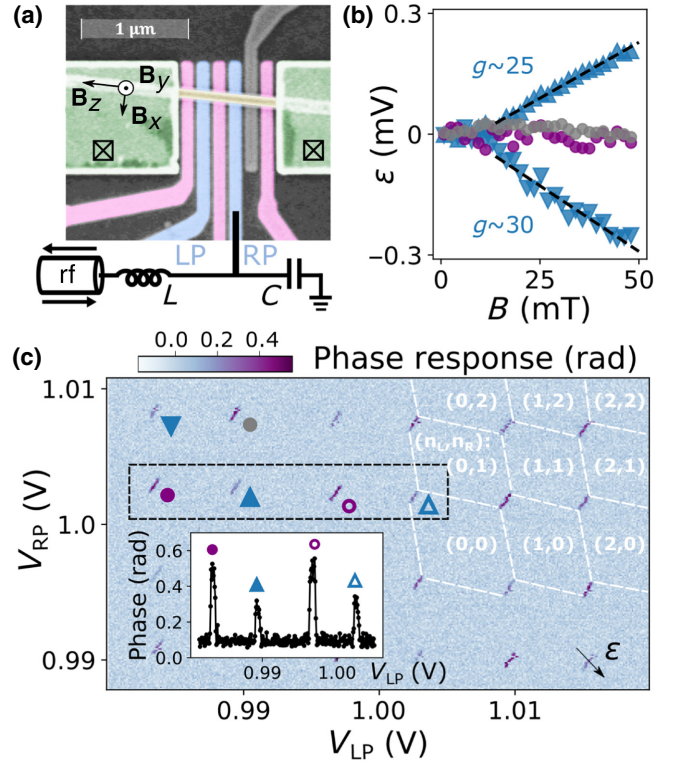 (a)
1 μm
B_y
B_z
B_x
LP RP
rf
L
C
(b)
0.3
0
−0.3
ε (mV)
g~25
g~30
0 25 50
B (mT)
(c)
0.0 0.2 0.4
Phase response (rad)
1.01
1.00
0.99
V_RP (V)
(0,2) (1,2) (2,2)
(n_L,n_R):
(0,1) (1,1) (2,1)
(0,0) (1,0) (2,0)
ε
0.6
0.4
0.2
0.0
Phase (rad)
0.99 1.00
V_LP (V)
0.99 1.00 1.01
V_LP (V)